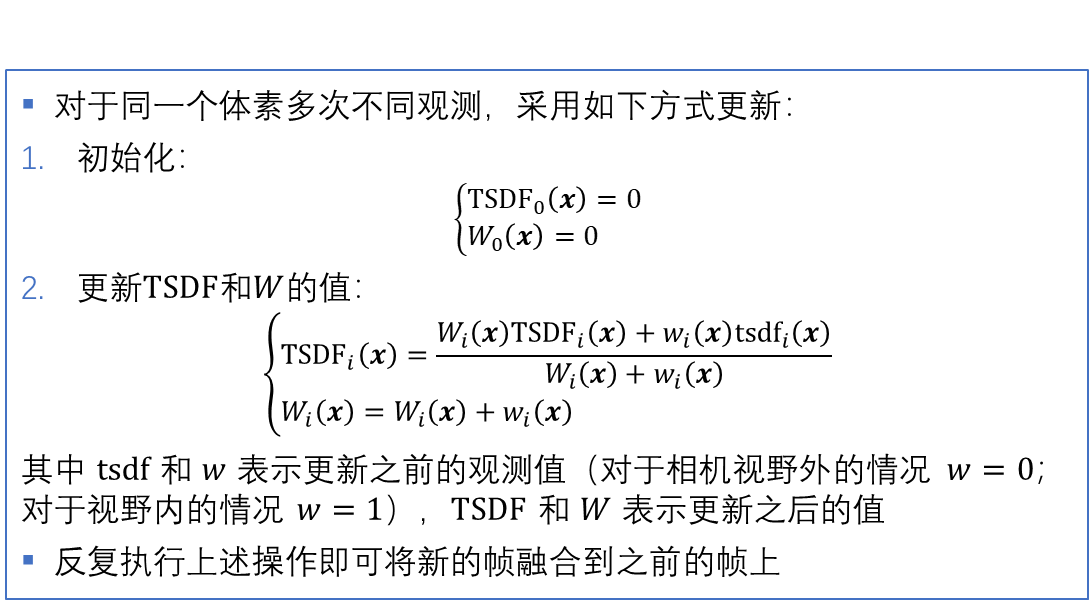 ▪ 对于同一个体素多次不同观测，采用如下方式更新：
1. 初始化：
{TSDF₀(𝒙) = 0
W₀(𝒙) = 0
2. 更新TSDF和W的值：
{TSDFᵢ(𝒙) = (Wᵢ(𝒙)TSDFᵢ(𝒙) + wᵢ(𝒙)tsdfᵢ(𝒙)) / (Wᵢ(𝒙) + wᵢ(𝒙))
Wᵢ(𝒙) = Wᵢ(𝒙) + wᵢ(𝒙)
其中 tsdf 和 w 表示更新之前的观测值（对于相机视野外的情况 w = 0；
对于视野内的情况 w = 1），TSDF 和 W 表示更新之后的值
▪ 反复执行上述操作即可将新的帧融合到之前的帧上